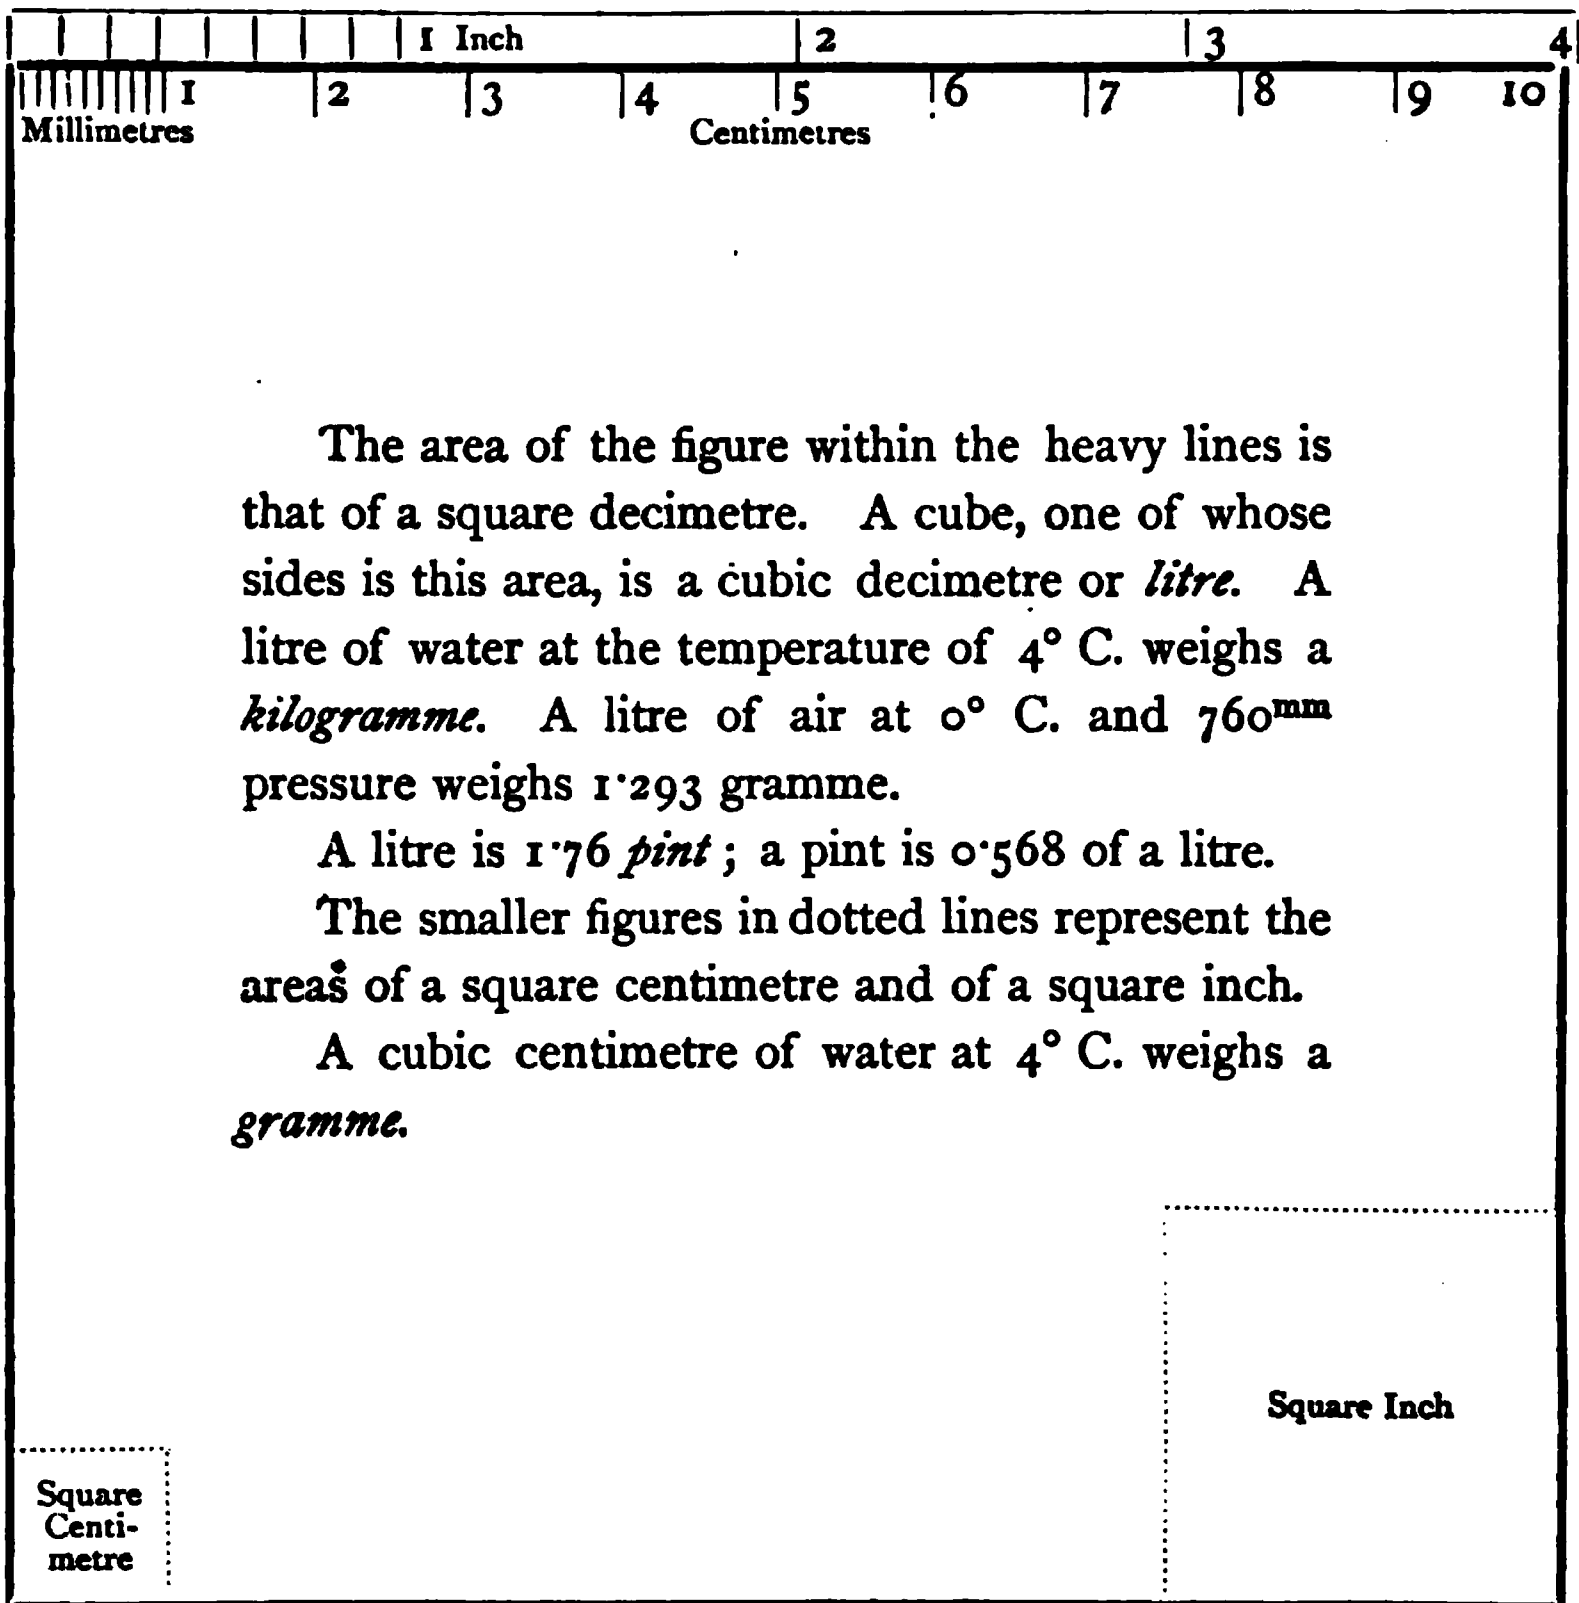 1 Inch 2 3 4
1 2 3 4 5 6 7 8 9 10
Millimetres Centimetres
The area of the figure within the heavy lines is
that of a square decimetre. A cube, one of whose
sides is this area, is a cubic decimetre or litre. A
litre of water at the temperature of 4° C. weighs a
kilogramme. A litre of air at 0° C. and 760mm
pressure weighs 1·293 gramme.
A litre is 1·76 pint; a pint is 0·568 of a litre.
The smaller figures in dotted lines represent the
areas of a square centimetre and of a square inch.
A cubic centimetre of water at 4° C. weighs a
gramme.
Square Inch
Square
Centi-
metre